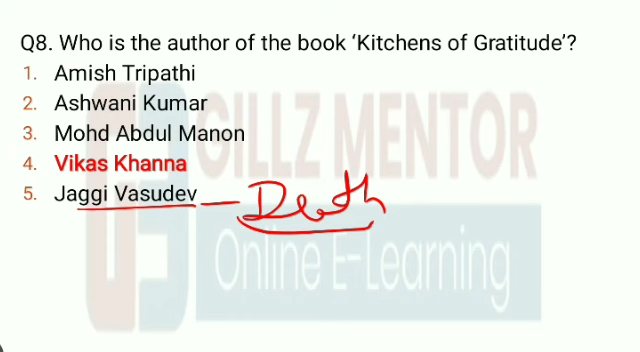 Q8. Who is the author of the book ‘Kitchens of Gratitude’?
1. Amish Tripathi
2. Ashwani Kumar
3. Mohd Abdul Manon
4. Vikas Khanna
5. Jaggi Vasudev — Death
GILLZ MENTOR
Online E-Learning